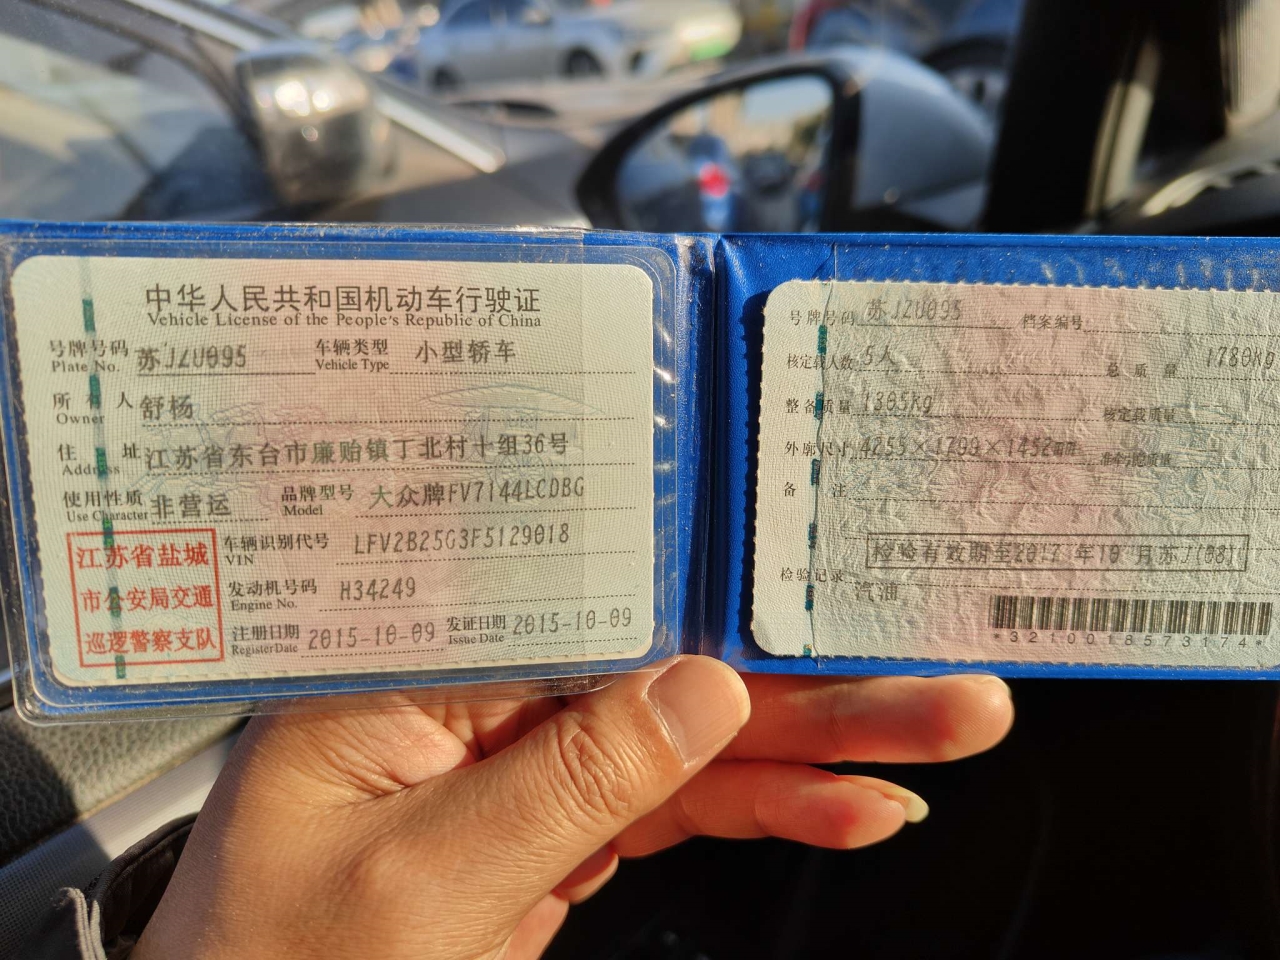 中华人民共和国机动车行驶证
Vehicle License of the People's Republic of China
号牌号码 苏JZU095 车辆类型 小型轿车
Plate No. Vehicle Type
所有人 舒杨
Owner
住址 江苏省东台市廉贻镇丁北村十组36号
Address
使用性质 非营运 品牌型号 大众牌FV7144LCDBG
Use Character Model
江苏省盐城
市公安局交通
巡逻警察支队
车辆识别代号 LFV2B25G3F5129018
VIN
发动机号码 H34249
Engine No.
注册日期 2015-10-09 发证日期 2015-10-09
Register Date Issue Date
号牌号码 苏JZU095 档案编号
核定载人数 5人 总质量 1780kg
整备质量 1305kg 核定载质量
外廓尺寸 4255×1799×1452mm 准牵引总质量
备注
检验有效期至2017年10月苏J(08)
检验记录 汽油
*3210018573174*